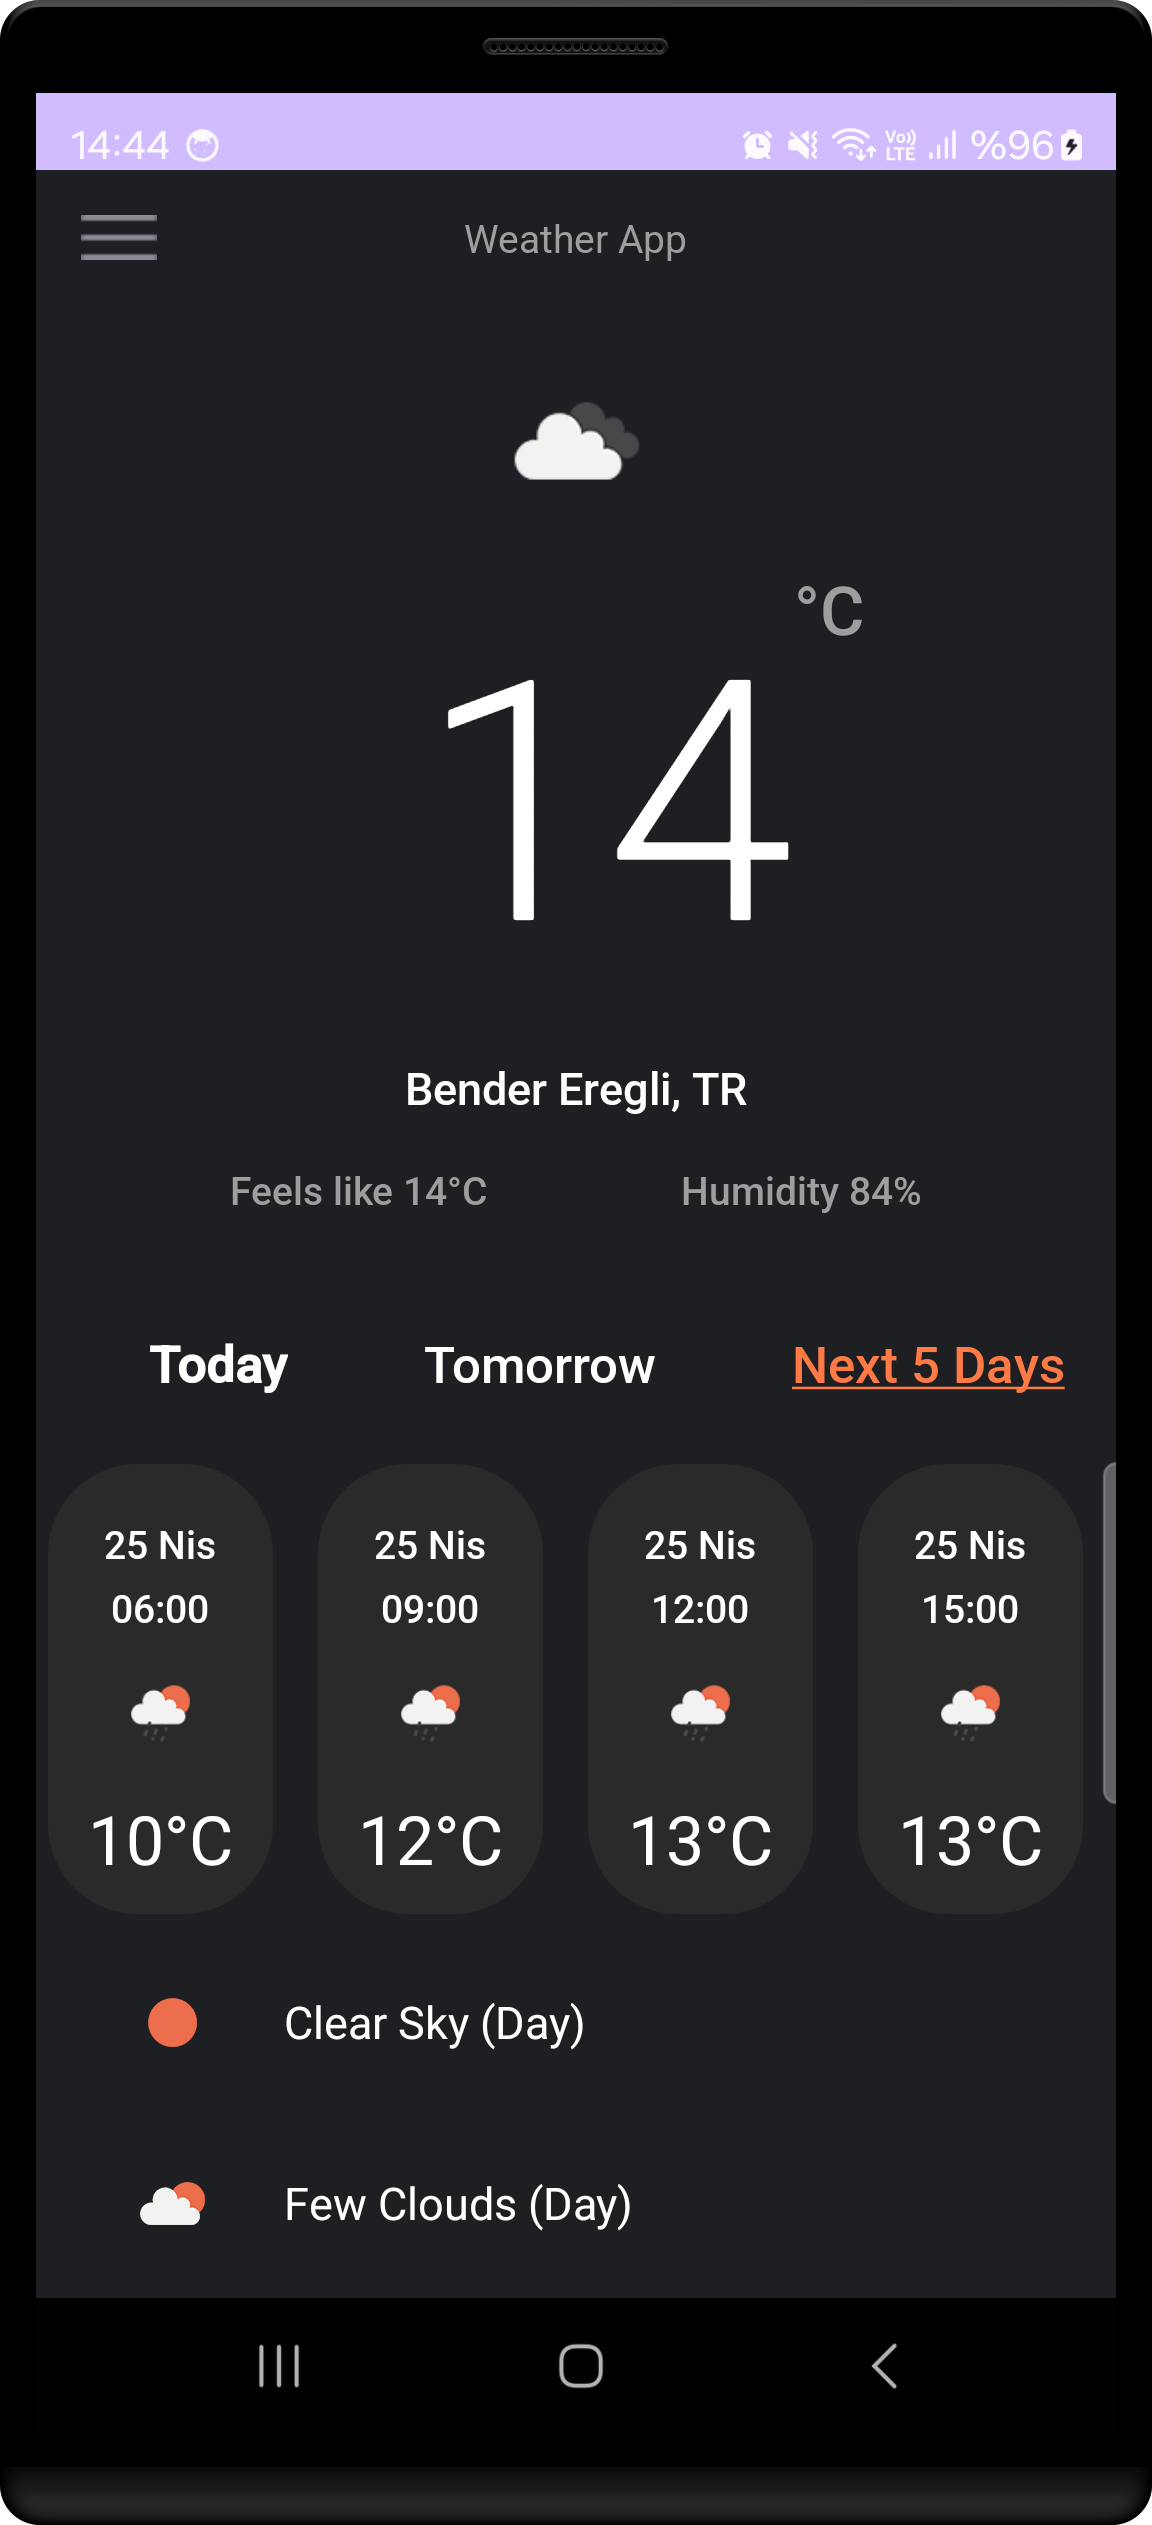 14:44
Vo)) LTE
%96
Weather App
°C
14
Bender Eregli, TR
Feels like 14°C
Humidity 84%
Today
Tomorrow
Next 5 Days
25 Nis
06:00
10°C
25 Nis
09:00
12°C
25 Nis
12:00
13°C
25 Nis
15:00
13°C
Clear Sky (Day)
Few Clouds (Day)